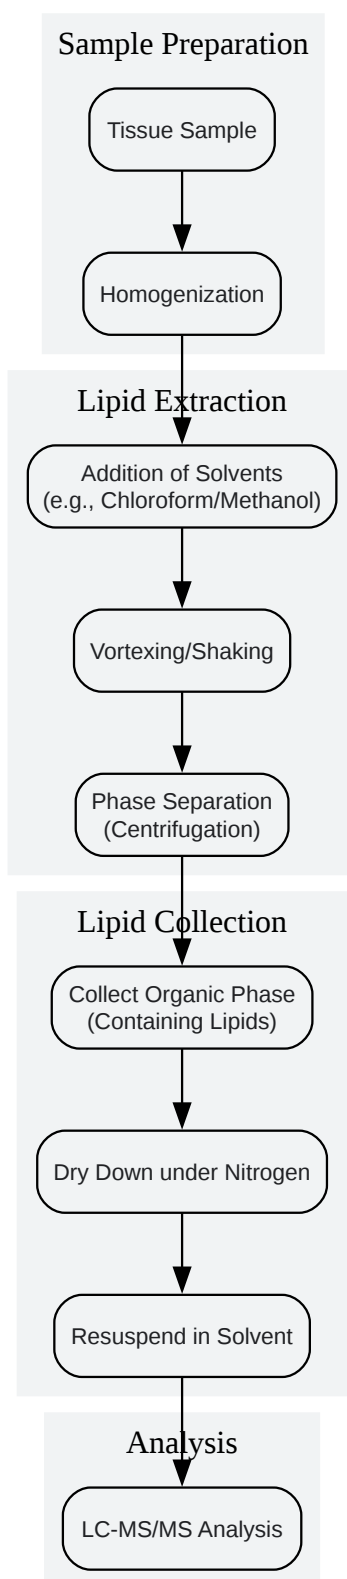 Sample Preparation
Tissue Sample
Homogenization
Lipid Extraction
Addition of Solvents
(e.g., Chloroform/Methanol)
Vortexing/Shaking
Phase Separation
(Centrifugation)
Lipid Collection
Collect Organic Phase
(Containing Lipids)
Dry Down under Nitrogen
Resuspend in Solvent
Analysis
LC-MS/MS Analysis